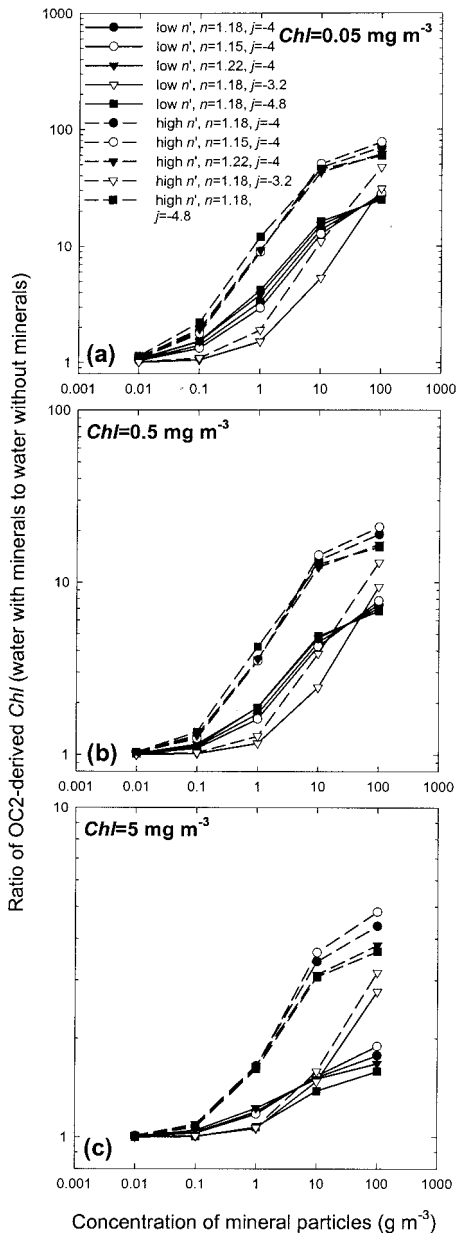 Ratio of OC2-derived Chl (water with minerals to water without minerals)
1000
100
10
1
Chl=0.05 mg m-3
low n', n=1.18, j=-4
low n', n=1.15, j=-4
low n', n=1.22, j=-4
low n', n=1.18, j=-3.2
low n', n=1.18, j=-4.8
high n', n=1.18, j=-4
high n', n=1.15, j=-4
high n', n=1.22, j=-4
high n', n=1.18, j=-3.2
high n', n=1.18,
j=-4.8
(a)
0.001 0.01 0.1 1 10 100 1000
100
10
1
Chl=0.5 mg m-3
(b)
0.001 0.01 0.1 1 10 100 1000
10
1
Chl=5 mg m-3
(c)
0.001 0.01 0.1 1 10 100 1000
Concentration of mineral particles (g m-3)